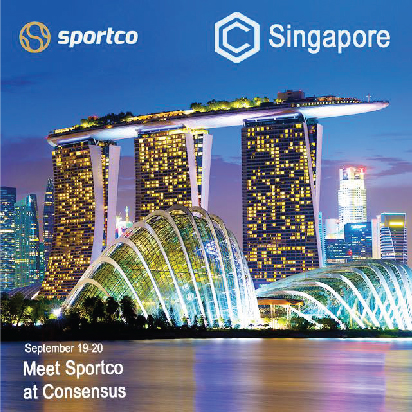 sportco
Singapore
September 19-20
Meet Sportco
at Consensus